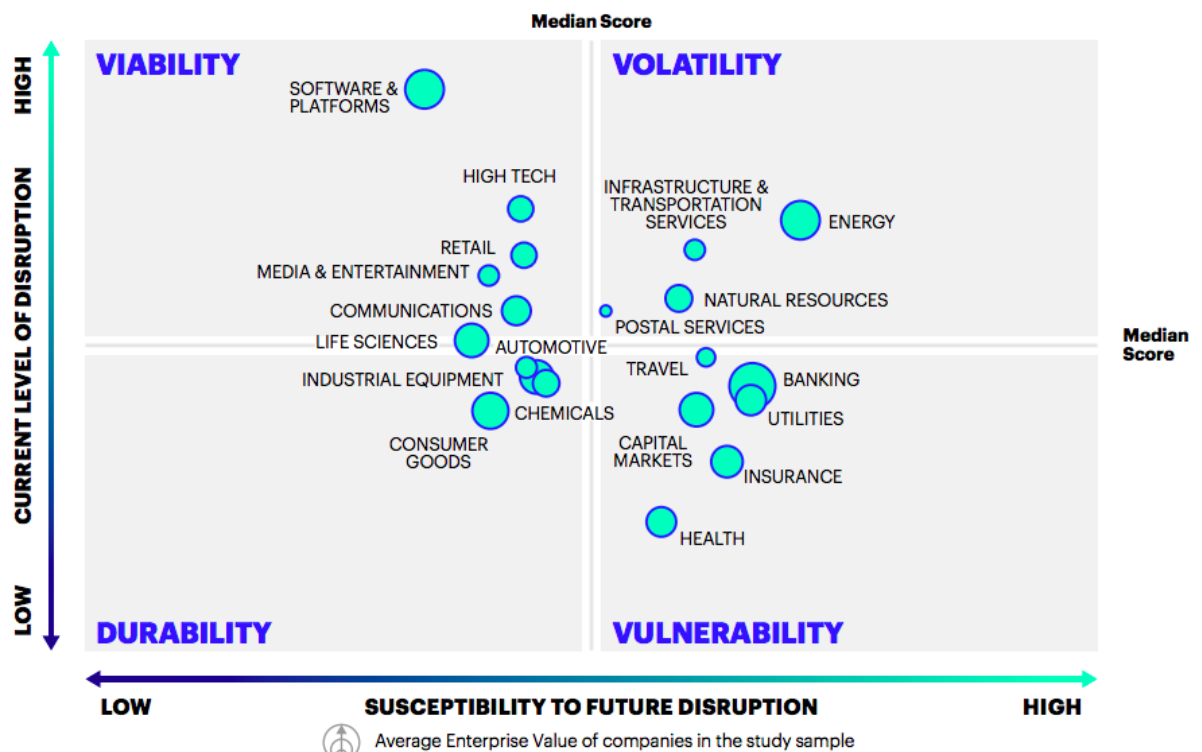 Median Score
VIABILITY
VOLATILITY
HIGH
SOFTWARE &
PLATFORMS
HIGH TECH
INFRASTRUCTURE &
TRANSPORTATION
SERVICES
ENERGY
RETAIL
MEDIA & ENTERTAINMENT
NATURAL RESOURCES
COMMUNICATIONS
POSTAL SERVICES
CURRENT LEVEL OF DISRUPTION
Median
Score
LIFE SCIENCES
AUTOMOTIVE
TRAVEL
INDUSTRIAL EQUIPMENT
BANKING
CHEMICALS
UTILITIES
CONSUMER
GOODS
CAPITAL
MARKETS
INSURANCE
HEALTH
LOW
DURABILITY
VULNERABILITY
LOW
SUSCEPTIBILITY TO FUTURE DISRUPTION
HIGH
Average Enterprise Value of companies in the study sample